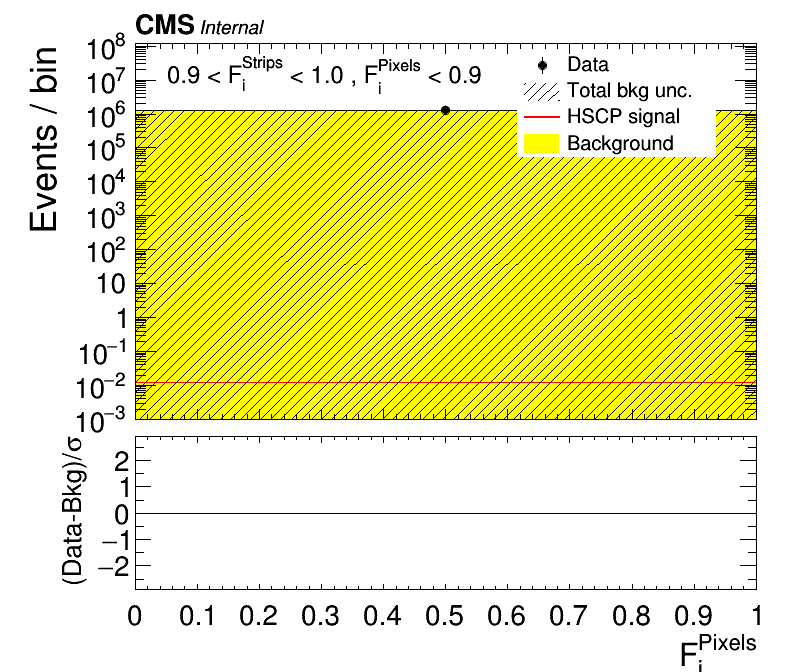 CMS Internal
Events / bin
10^8
10^7
10^6
10^5
10^4
10^3
10^2
10
1
10^−1
10^−2
10^−3
0.9 < F_i^Strips < 1.0 , F_i^Pixels < 0.9
Data
Total bkg unc.
HSCP signal
Background
(Data-Bkg)/σ
2
1
0
−1
−2
0 0.1 0.2 0.3 0.4 0.5 0.6 0.7 0.8 0.9 1
F_i^Pixels